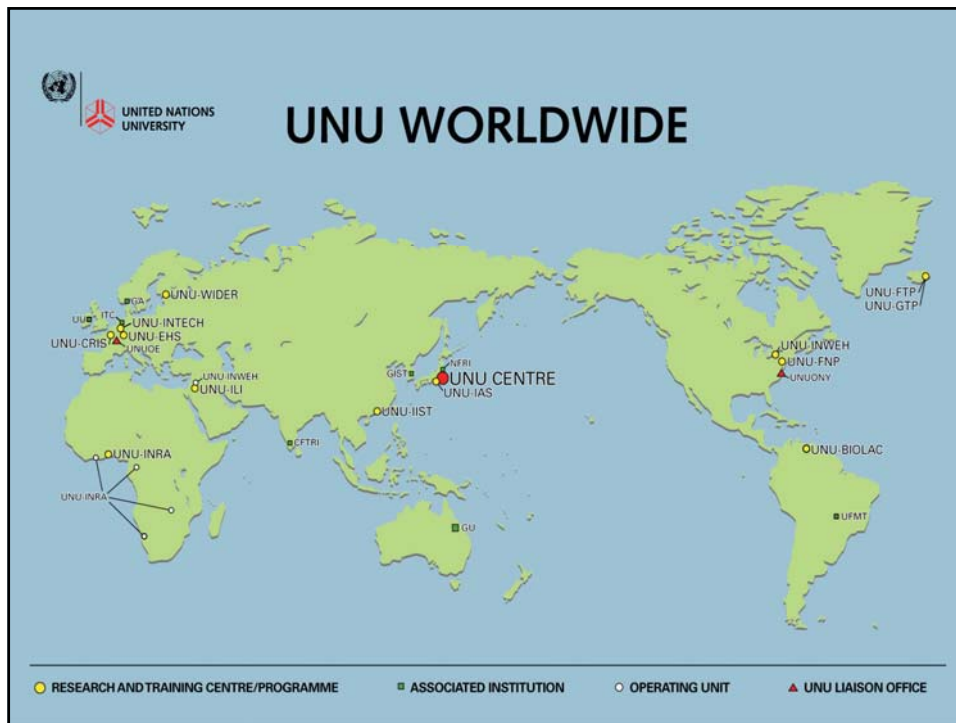 UNITED NATIONS
UNIVERSITY
UNU WORLDWIDE
UNU-WIDER
GA
ITC
UU
UNU-INTECH
UNU-EHS
UNU-CRIS
UNUOE
UNU-INWEH
UNU-ILI
UNU-INRA
UNU-INRA
CFTRI
GIST
NFRI
UNU CENTRE
UNU-IAS
UNU-IIST
GU
UNU-FTP
UNU-GTP
UNU-INWEH
UNU-FNP
UNUONY
UNU-BIOLAC
UFMT
RESEARCH AND TRAINING CENTRE/PROGRAMME
ASSOCIATED INSTITUTION
OPERATING UNIT
UNU LIAISON OFFICE